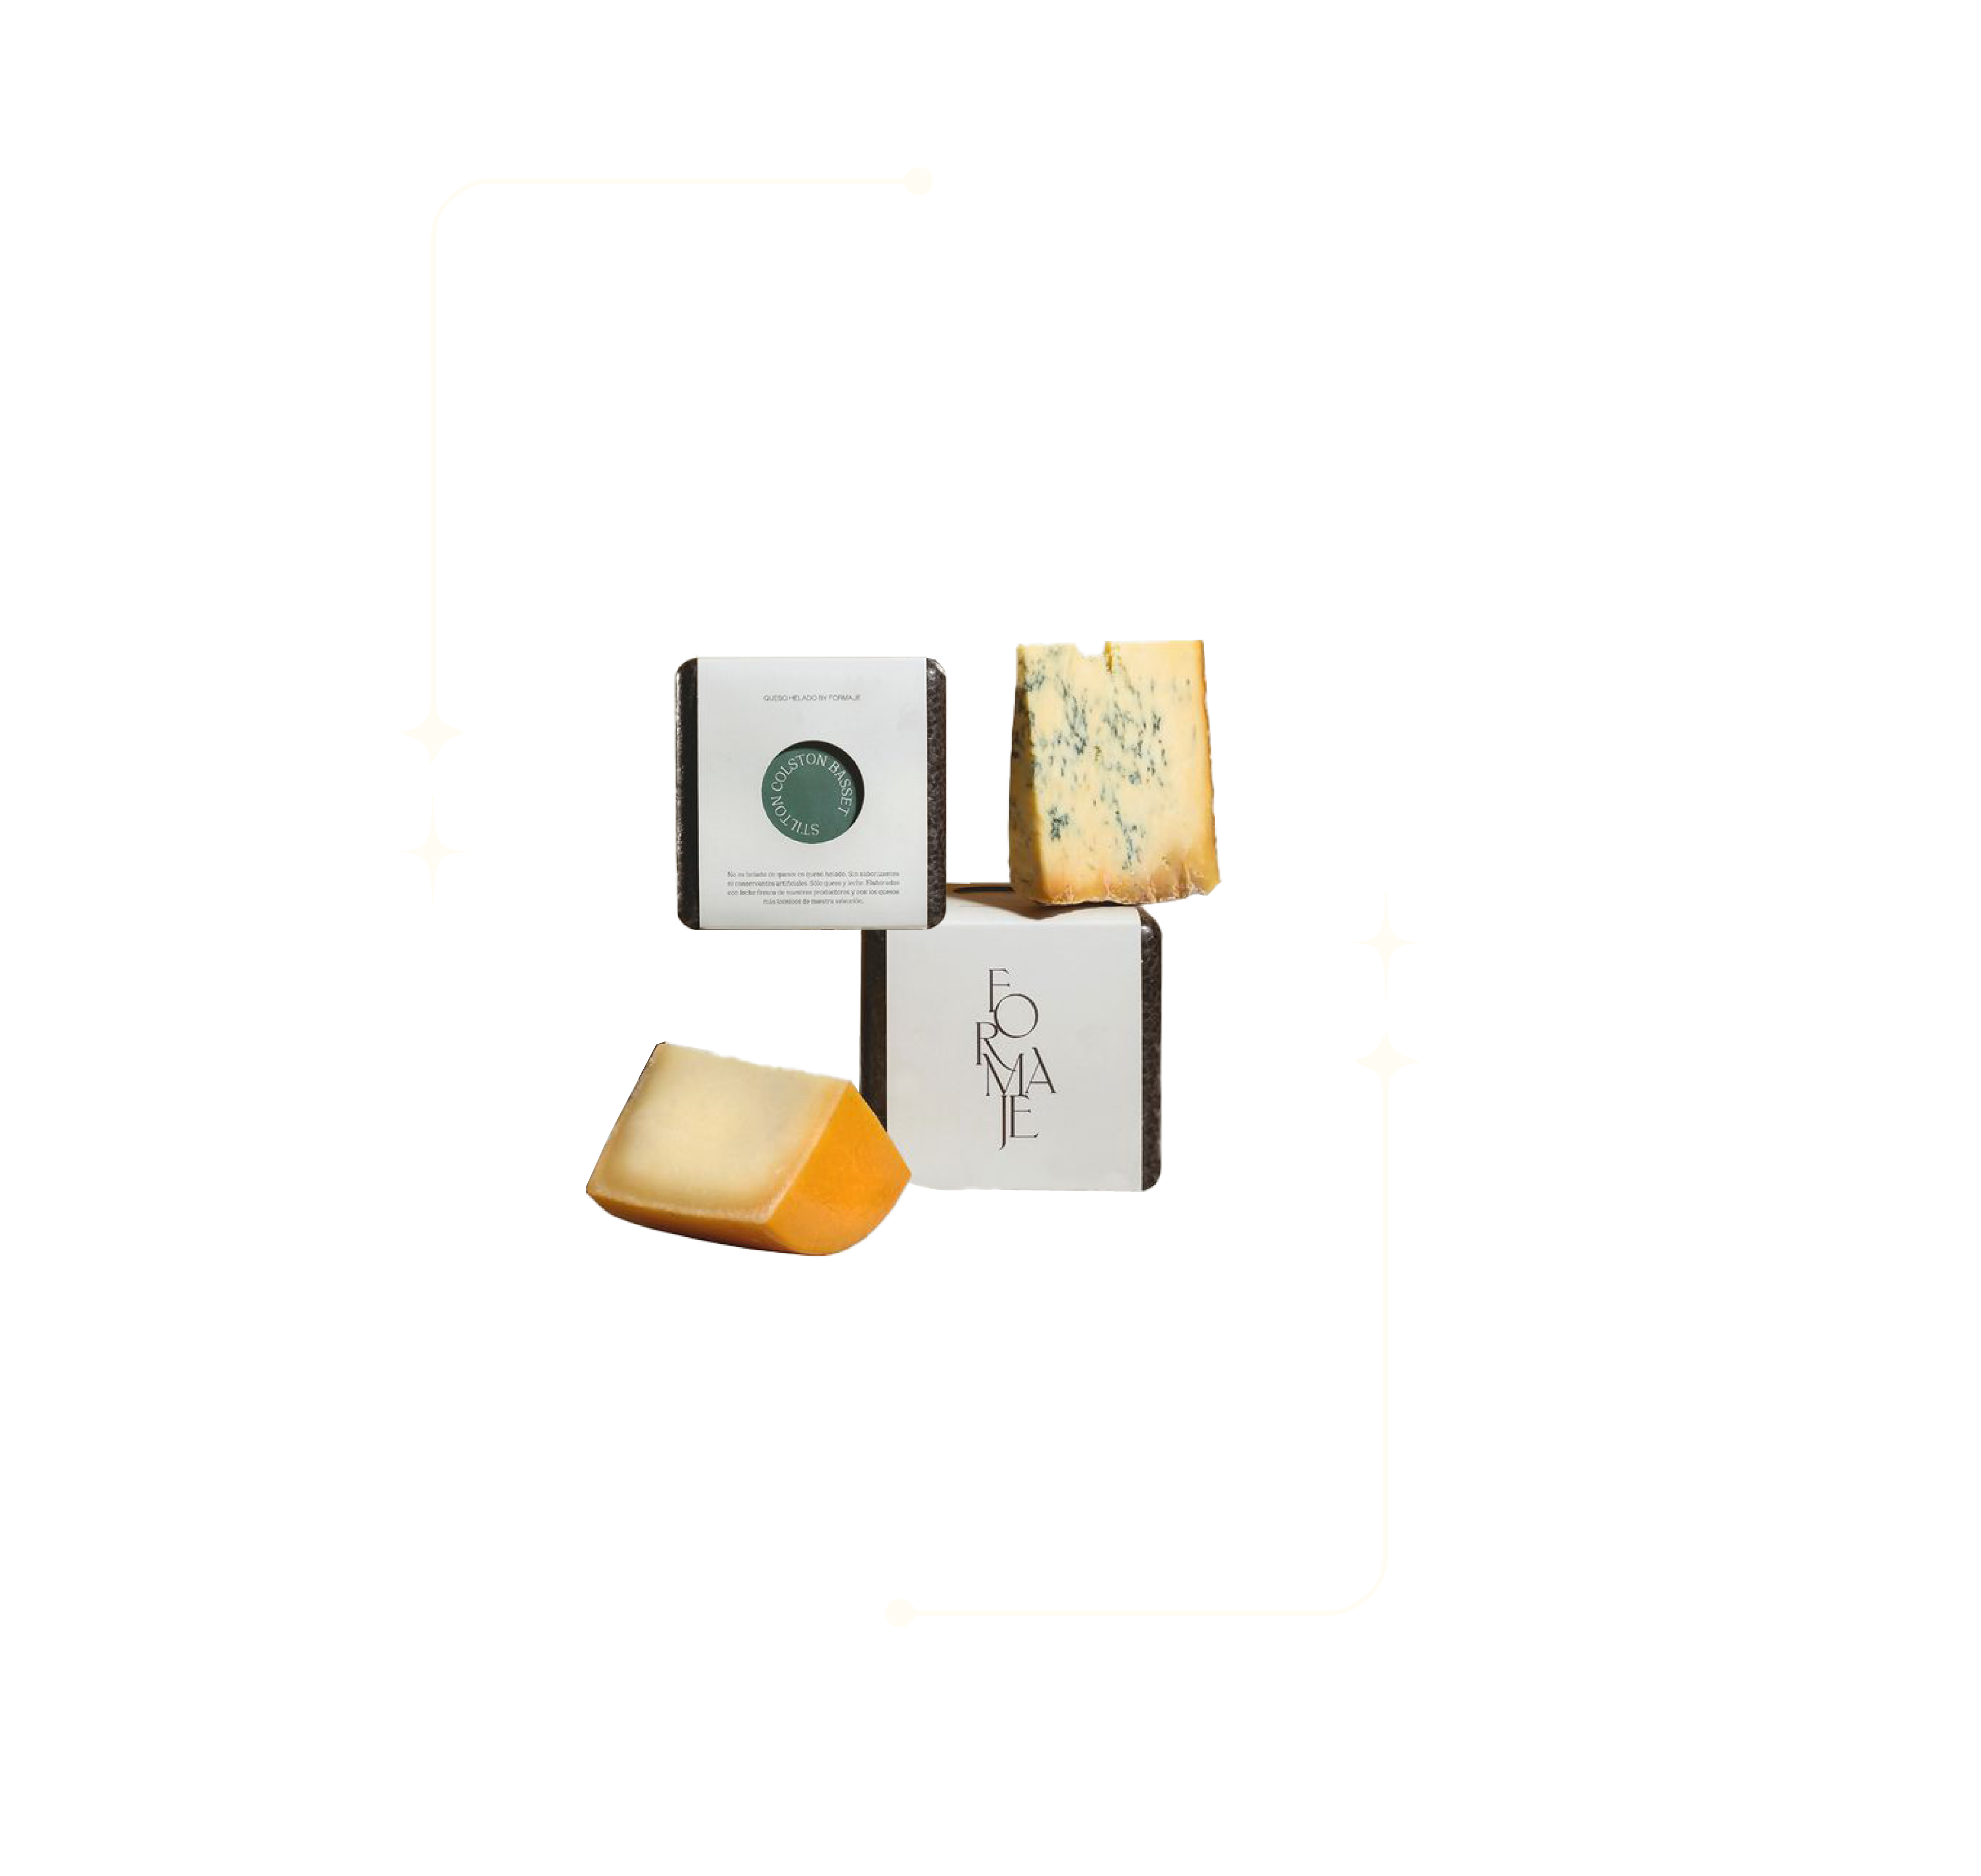 QUESO HELADO BY FORMAJE
STILTON COLSTON BASSET
No es helado de queso es queso helado. Sin saborizantes
ni conservantes artificiales. Sólo queso y leche. Elaborados
con leche fresca de nuestros productores y con los quesos
más icónicos de nuestra selección.
FORMAJE